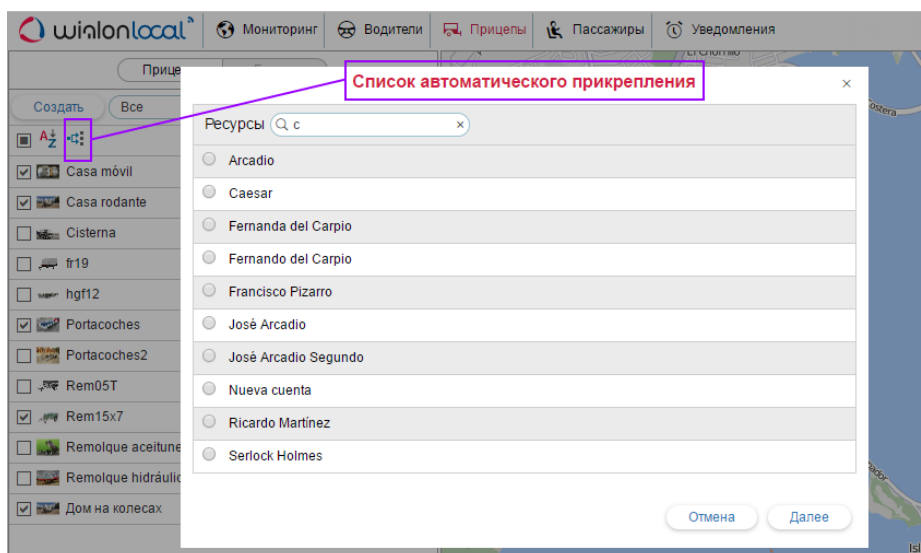 wialonlocal
Мониторинг
Водители
Прицепы
Пассажиры
Уведомления
Прице
Список автоматического прикрепления
×
Создать
Все
Ресурсы
с
×
Arcadio
Caesar
Fernanda del Carpio
Fernando del Carpio
Francisco Pizarro
José Arcadio
José Arcadio Segundo
Nueva cuenta
Ricardo Martínez
Serlock Holmes
Отмена
Далее
A
Z
Casa móvil
Casa rodante
Cisterna
fr19
hgf12
Portacoches
Portacoches2
Rem05T
Rem15x7
Remolque aceitune
Remolque hidráulic
Дом на колесах